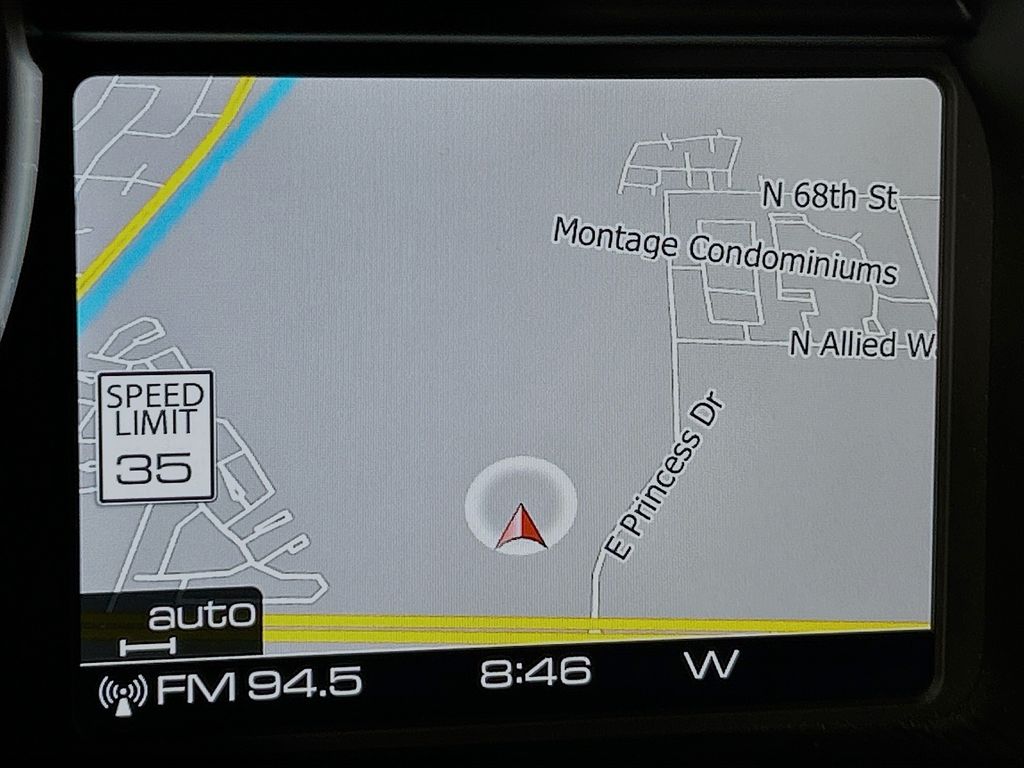 N 68th St
Montage Condominiums
N Allied W
SPEED
LIMIT
35
E Princess Dr
auto
FM 94.5
8:46
W